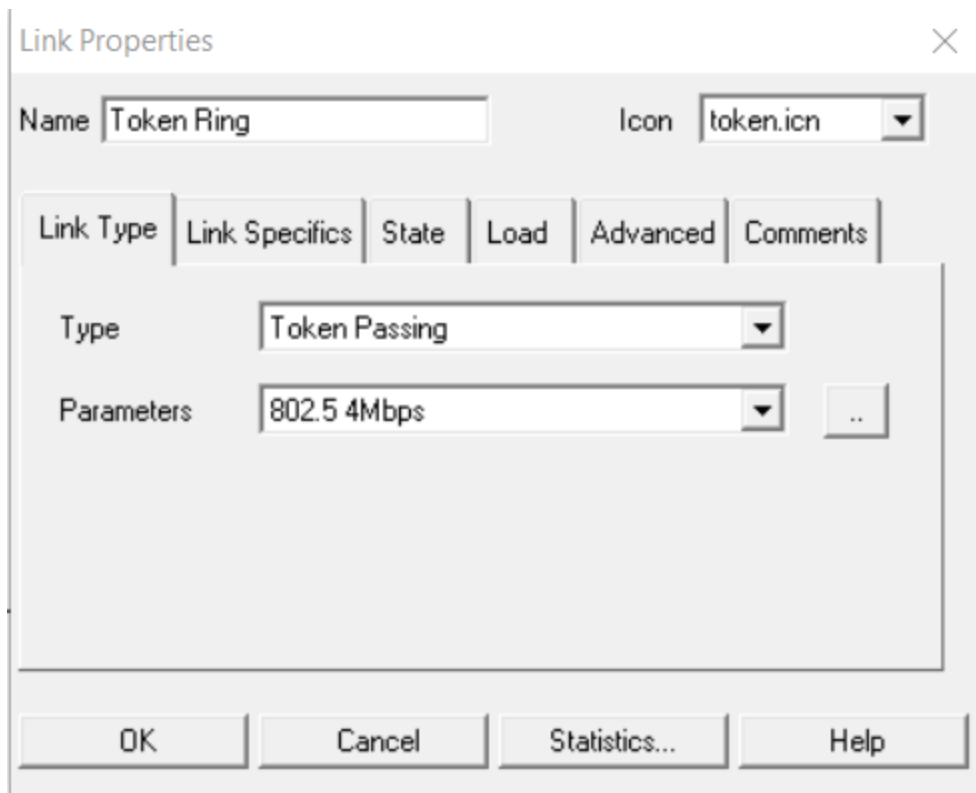 Link Properties
Name Token Ring Icon token.icn
Link Type Link Specifics State Load Advanced Comments
Type Token Passing
Parameters 802.5 4Mbps ..
OK Cancel Statistics... Help